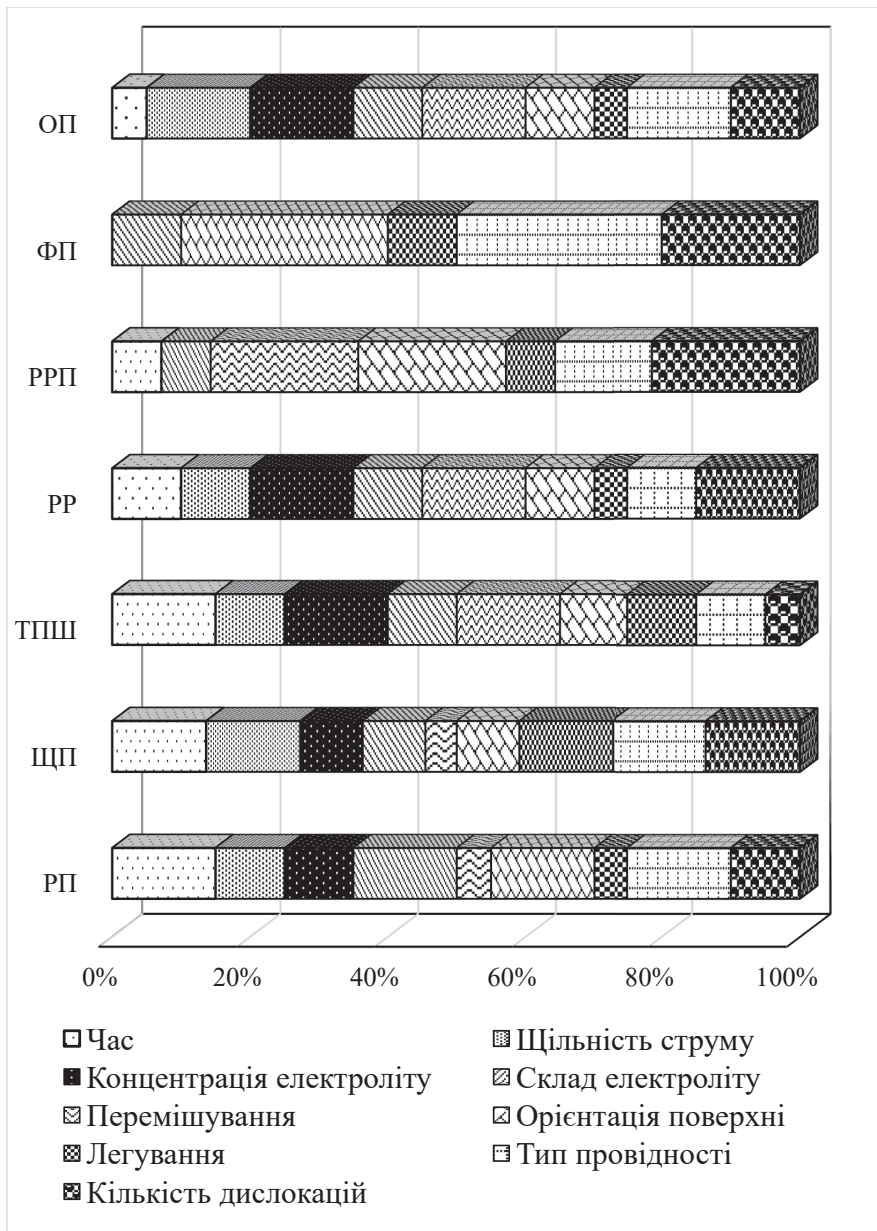 ОП
ФП
РРП
РР
ТПШ
ЩП
РП
0% 20% 40% 60% 80% 100%
Час Щільність струму
Концентрація електроліту Склад електроліту
Перемішування Орієнтація поверхні
Легування Тип провідності
Кількість дислокацій